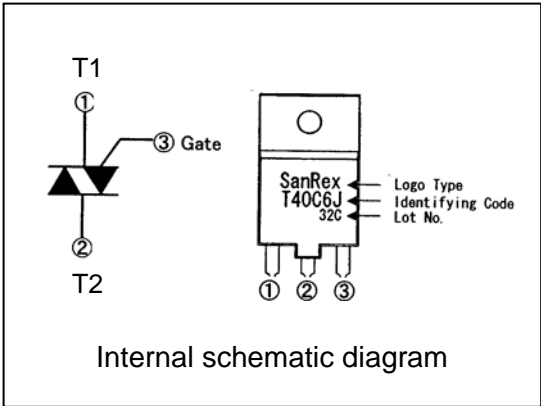 T1
①
③ Gate
②
T2
SanRex
T40C6J
32C
Logo Type
Identifying Code
Lot No.
① ② ③
Internal schematic diagram